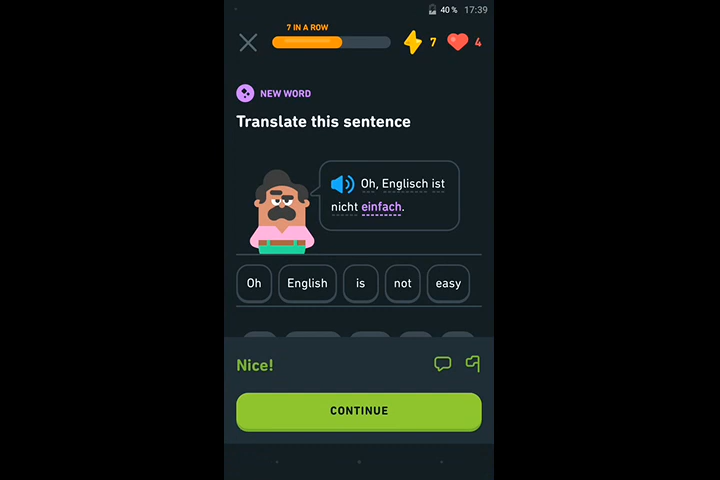 40 % 17:39
7 IN A ROW
7 4
NEW WORD
Translate this sentence
Oh, Englisch ist
nicht einfach.
Oh English is not easy
Nice!
CONTINUE